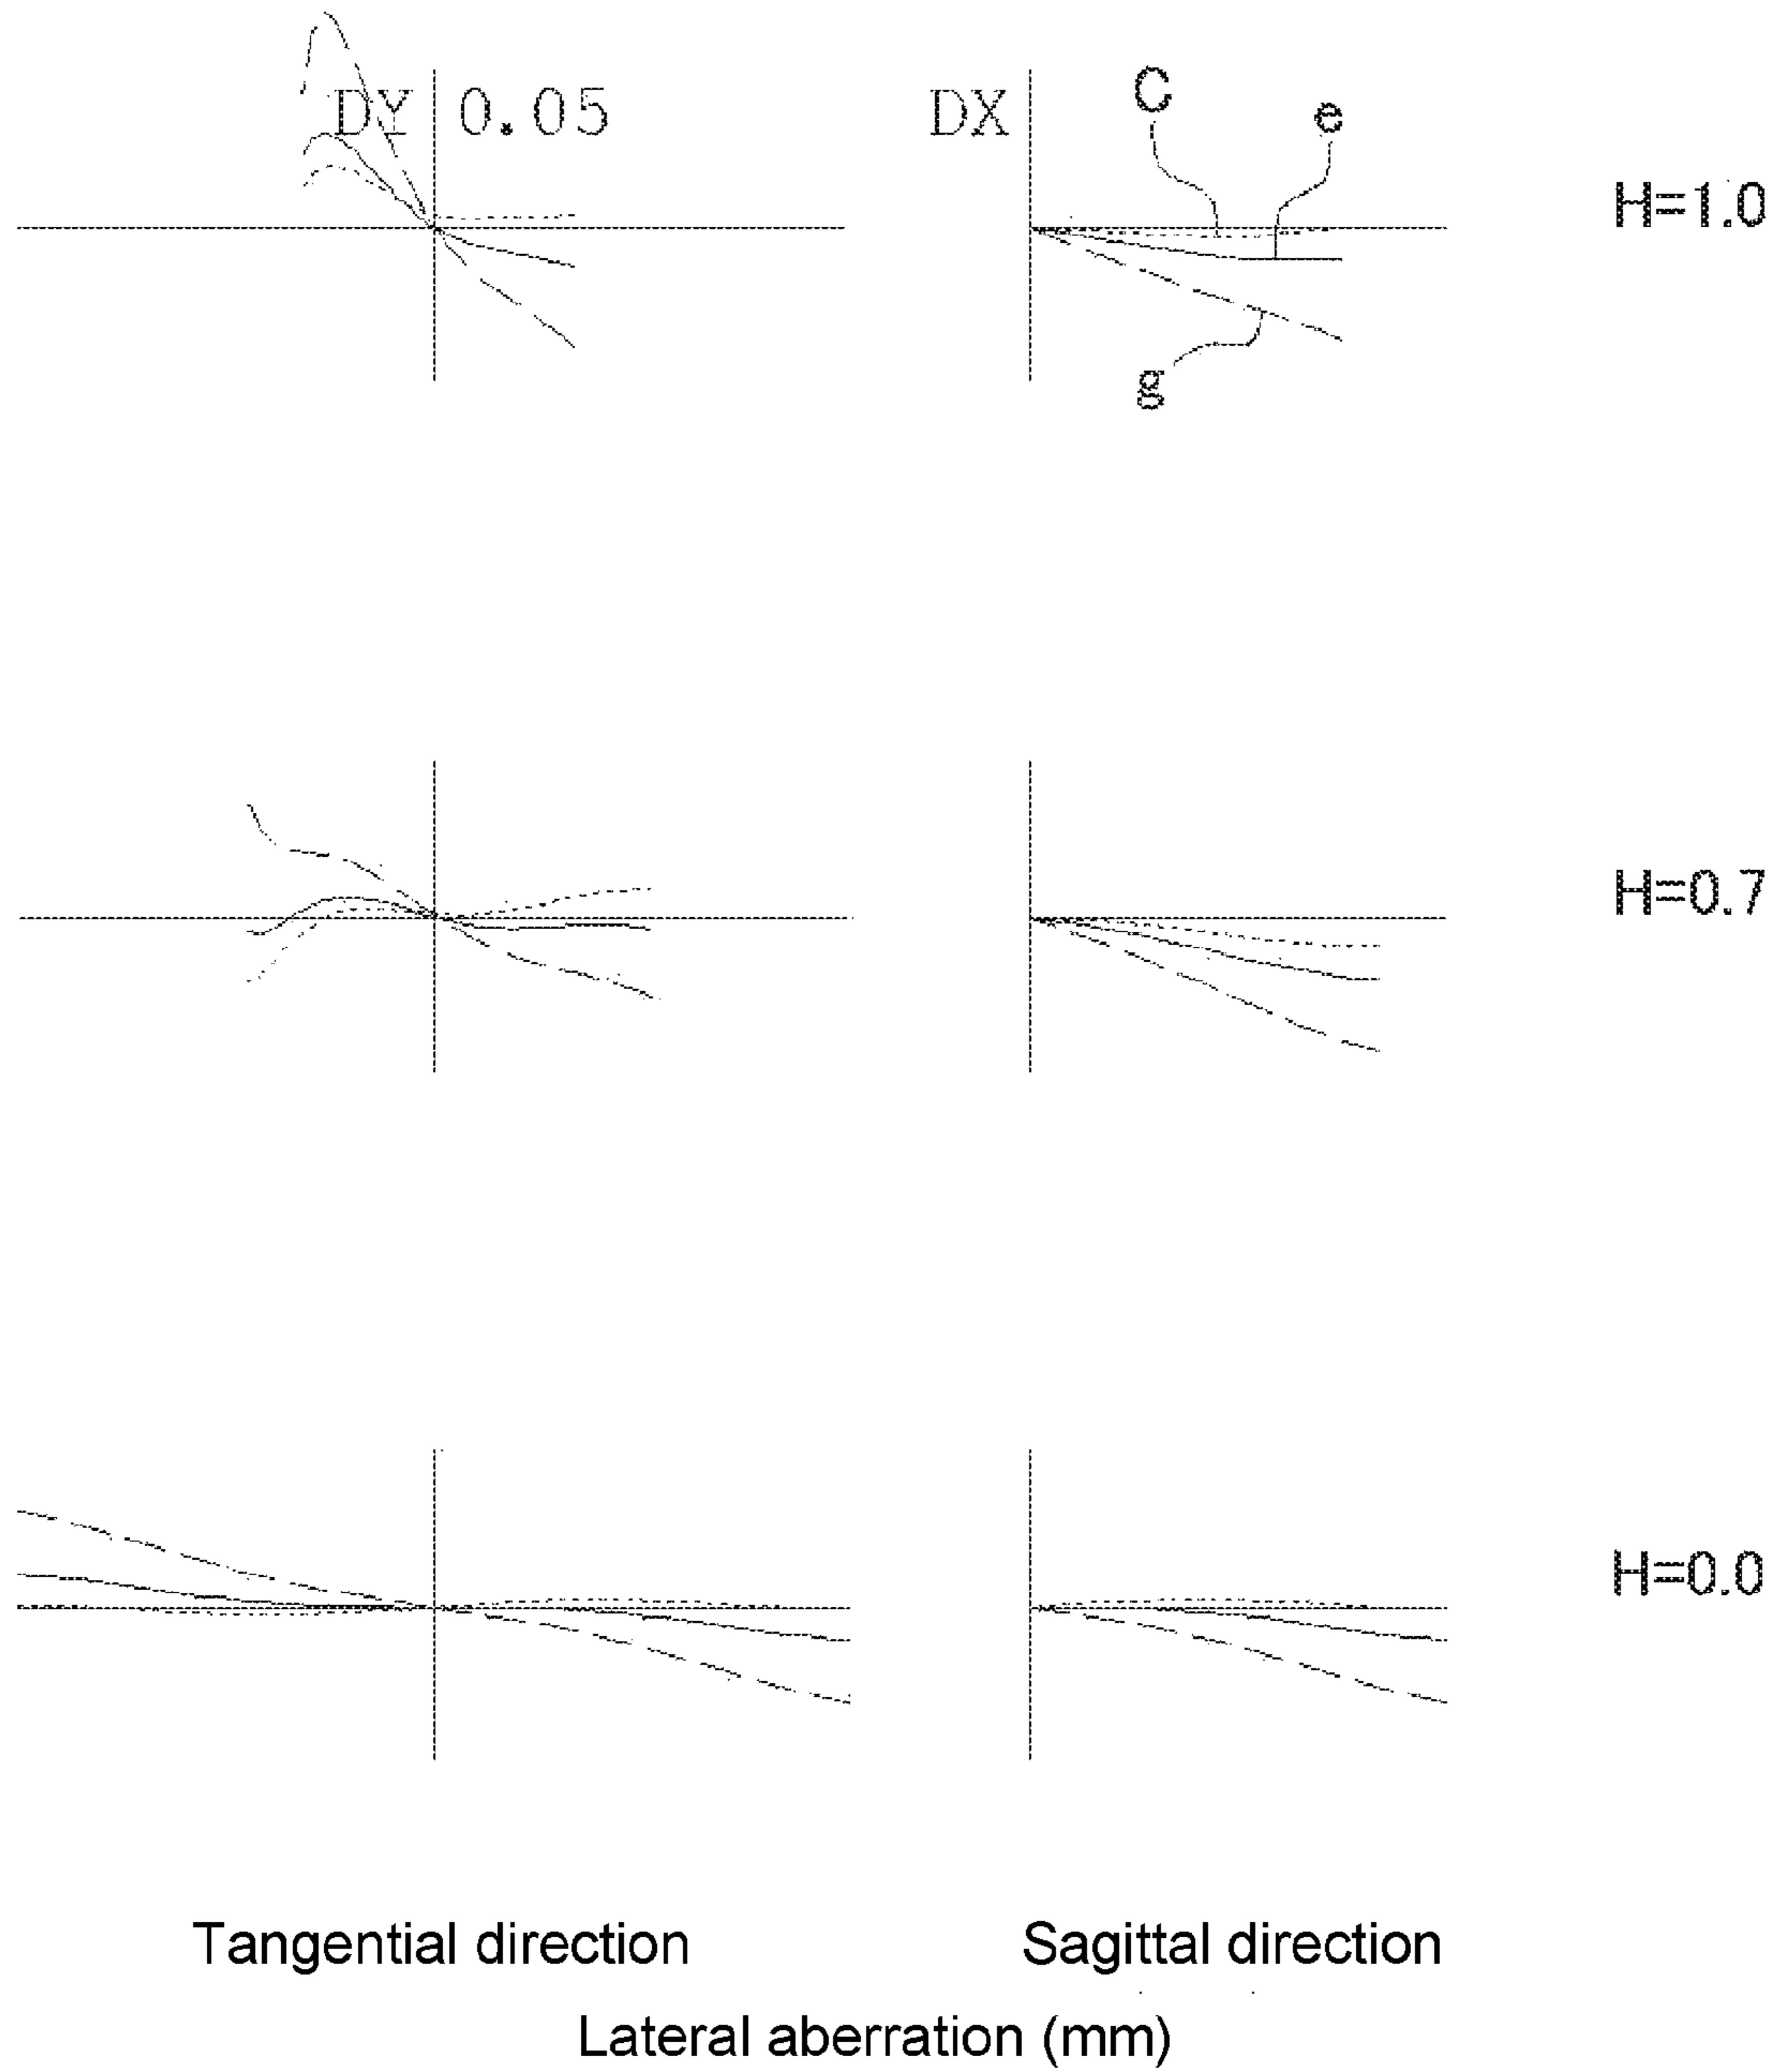 DY 0.05 DX C e
H=1.0
g
H=0.7
H=0.0
Tangential direction Sagittal direction
Lateral aberration (mm)